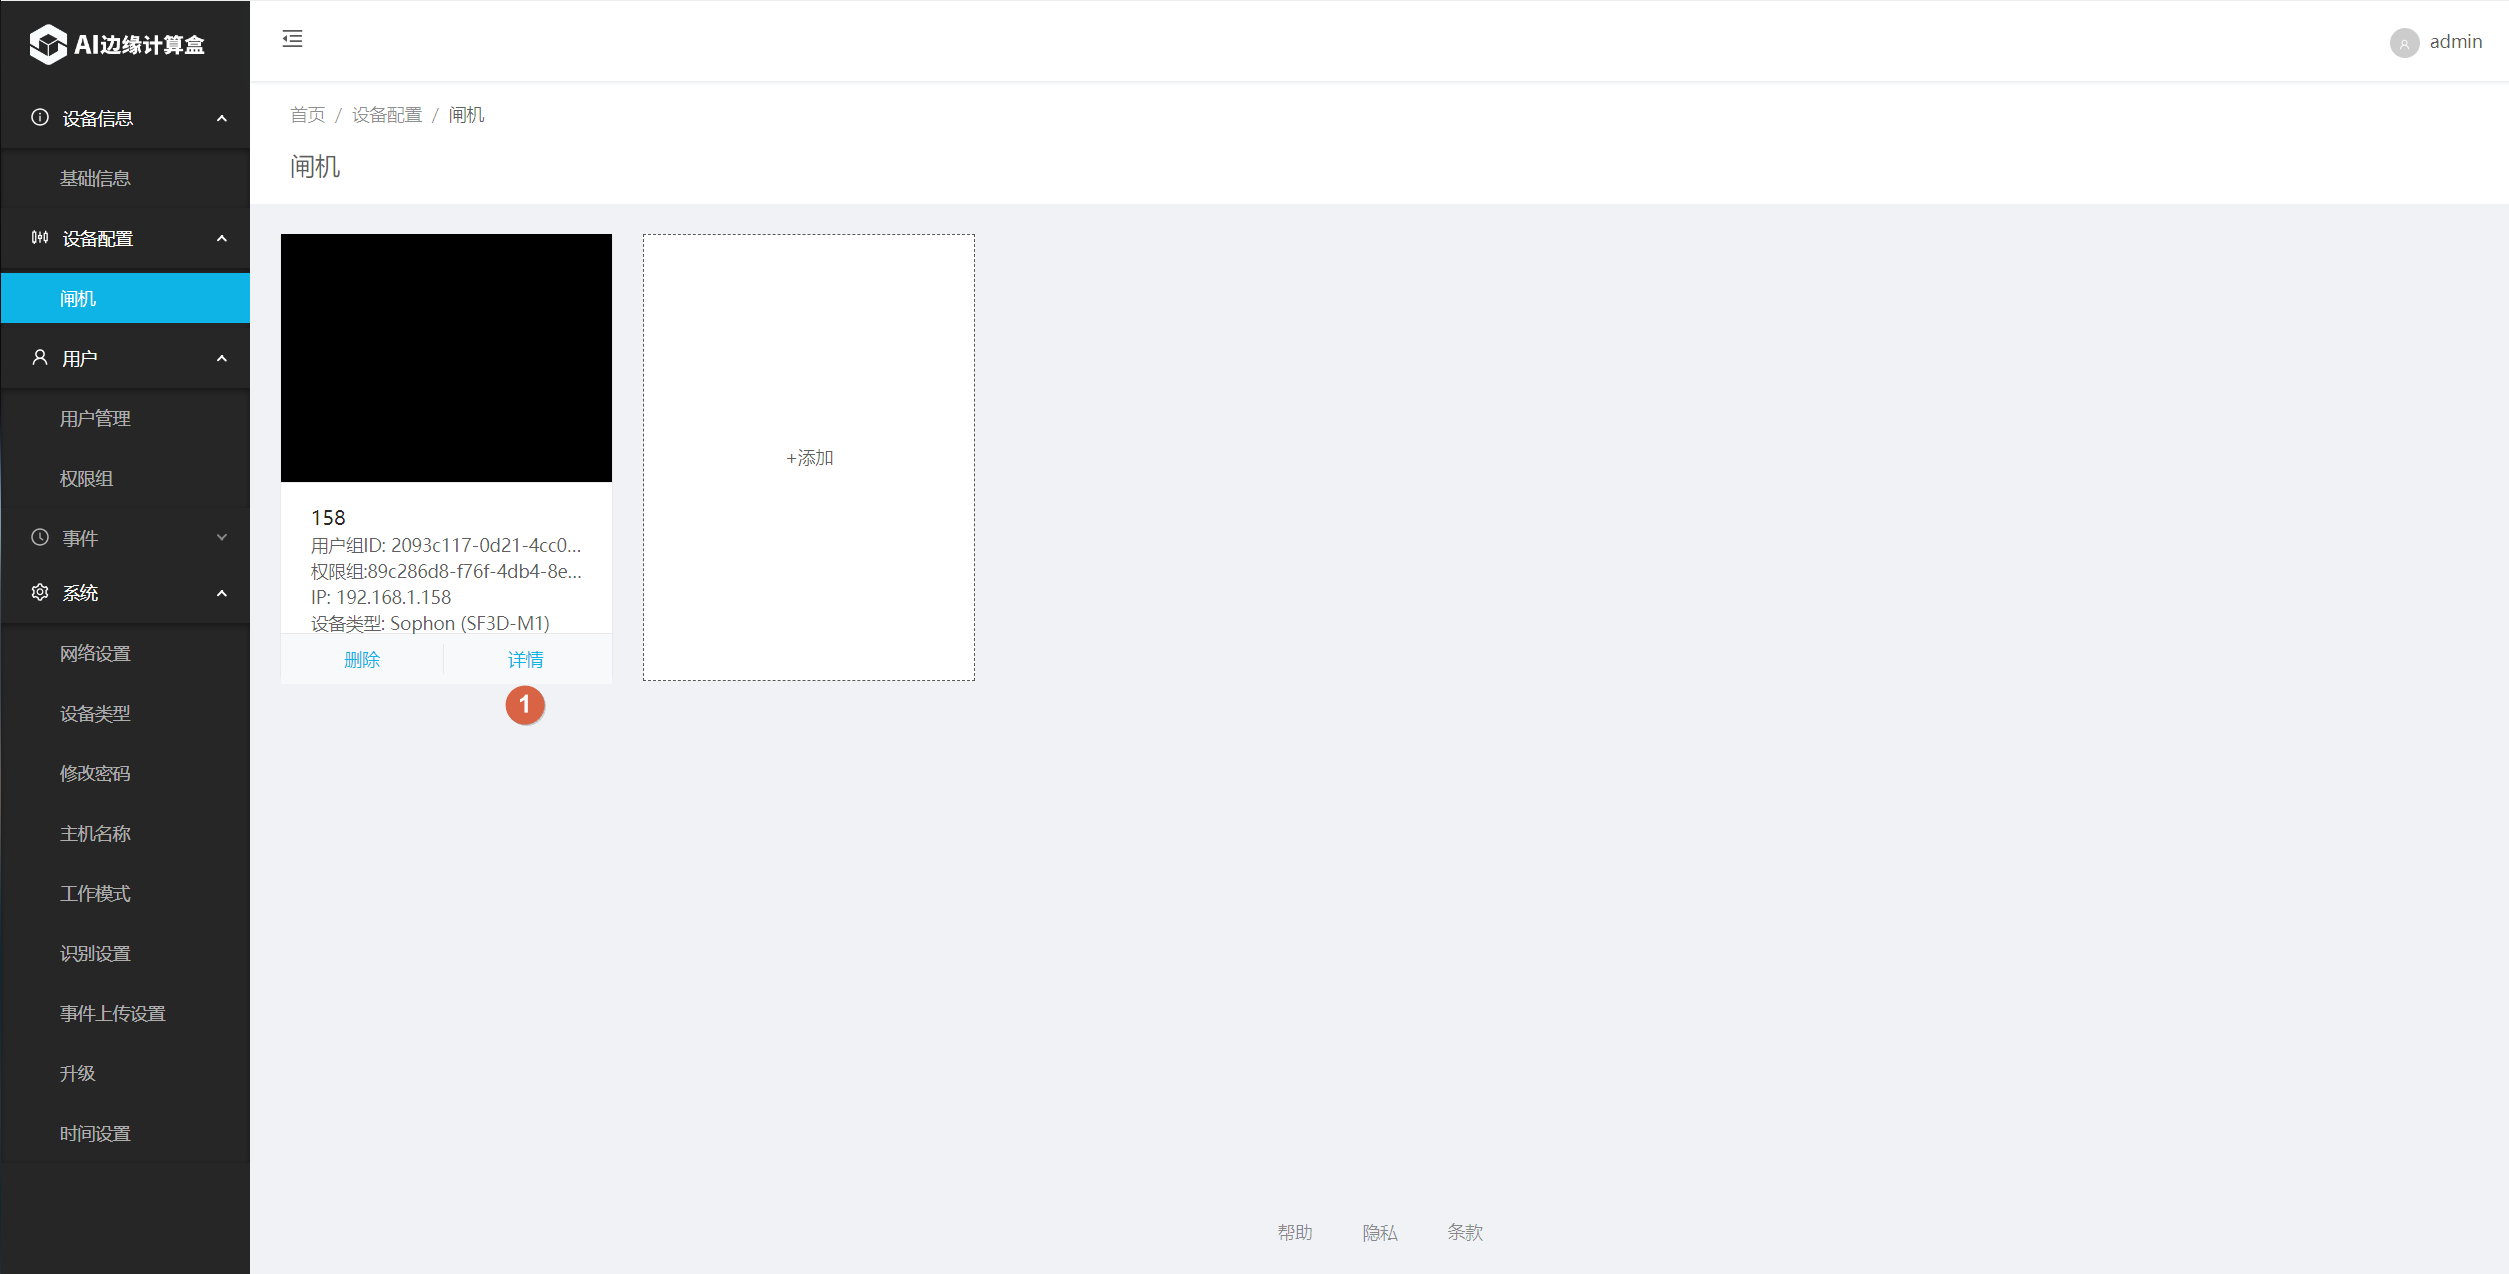 AI边缘计算盒
admin
设备信息
基础信息
设备配置
闸机
用户
用户管理
权限组
事件
系统
网络设置
设备类型
修改密码
主机名称
工作模式
识别设置
事件上传设置
升级
时间设置
首页 / 设备配置 / 闸机
闸机
158
用户组ID: 2093c117-0d21-4cc0...
权限组:89c286d8-f76f-4db4-8e...
IP: 192.168.1.158
设备类型: Sophon (SF3D-M1)
删除 详情
1
+添加
帮助 隐私 条款